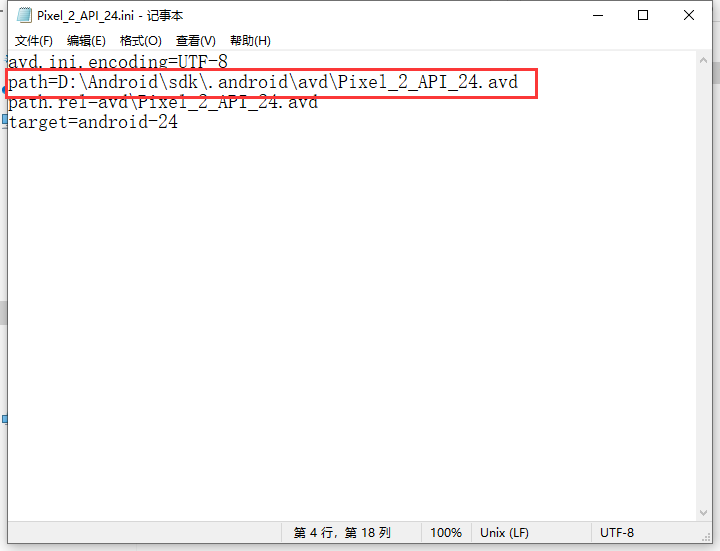 Pixel_2_API_24.ini - 记事本
文件(F) 编辑(E) 格式(O) 查看(V) 帮助(H)
avd.ini.encoding=UTF-8
path=D:\Android\sdk\.android\avd\Pixel_2_API_24.avd
path.rel=avd\Pixel_2_API_24.avd
target=android-24
第 4 行，第 18 列 100% Unix (LF) UTF-8